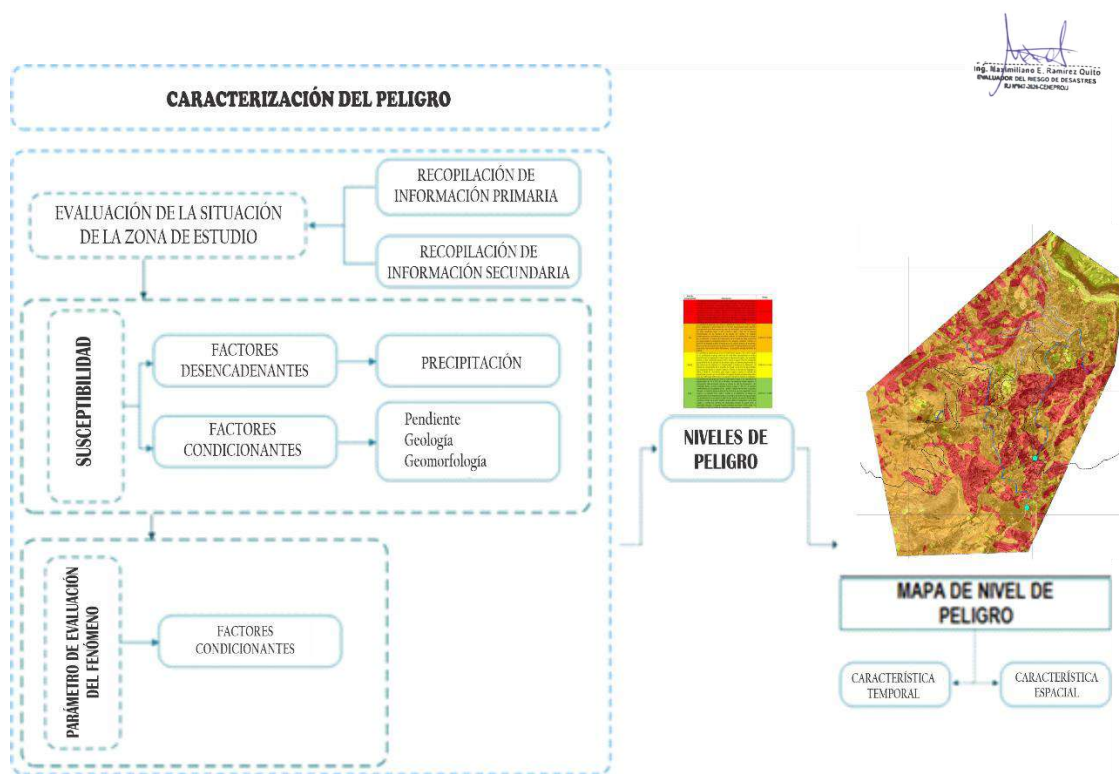 Ing. Maximiliano E. Ramirez Quito
EVALUADOR DEL RIESGO DE DESASTRES
CARACTERIZACIÓN DEL PELIGRO
RECOPILACIÓN DE
INFORMACIÓN PRIMARIA
EVALUACIÓN DE LA SITUACIÓN
DE LA ZONA DE ESTUDIO
RECOPILACIÓN DE
INFORMACIÓN SECUNDARIA
SUSCEPTIBILIDAD
FACTORES
DESENCADENANTES
PRECIPITACIÓN
FACTORES
CONDICIONANTES
Pendiente
Geología
Geomorfología
PARÁMETRO DE EVALUACIÓN
DEL FENÓMENO
FACTORES
CONDICIONANTES
NIVELES DE
PELIGRO
MAPA DE NIVEL DE
PELIGRO
CARACTERÍSTICA
TEMPORAL
CARACTERÍSTICA
ESPACIAL